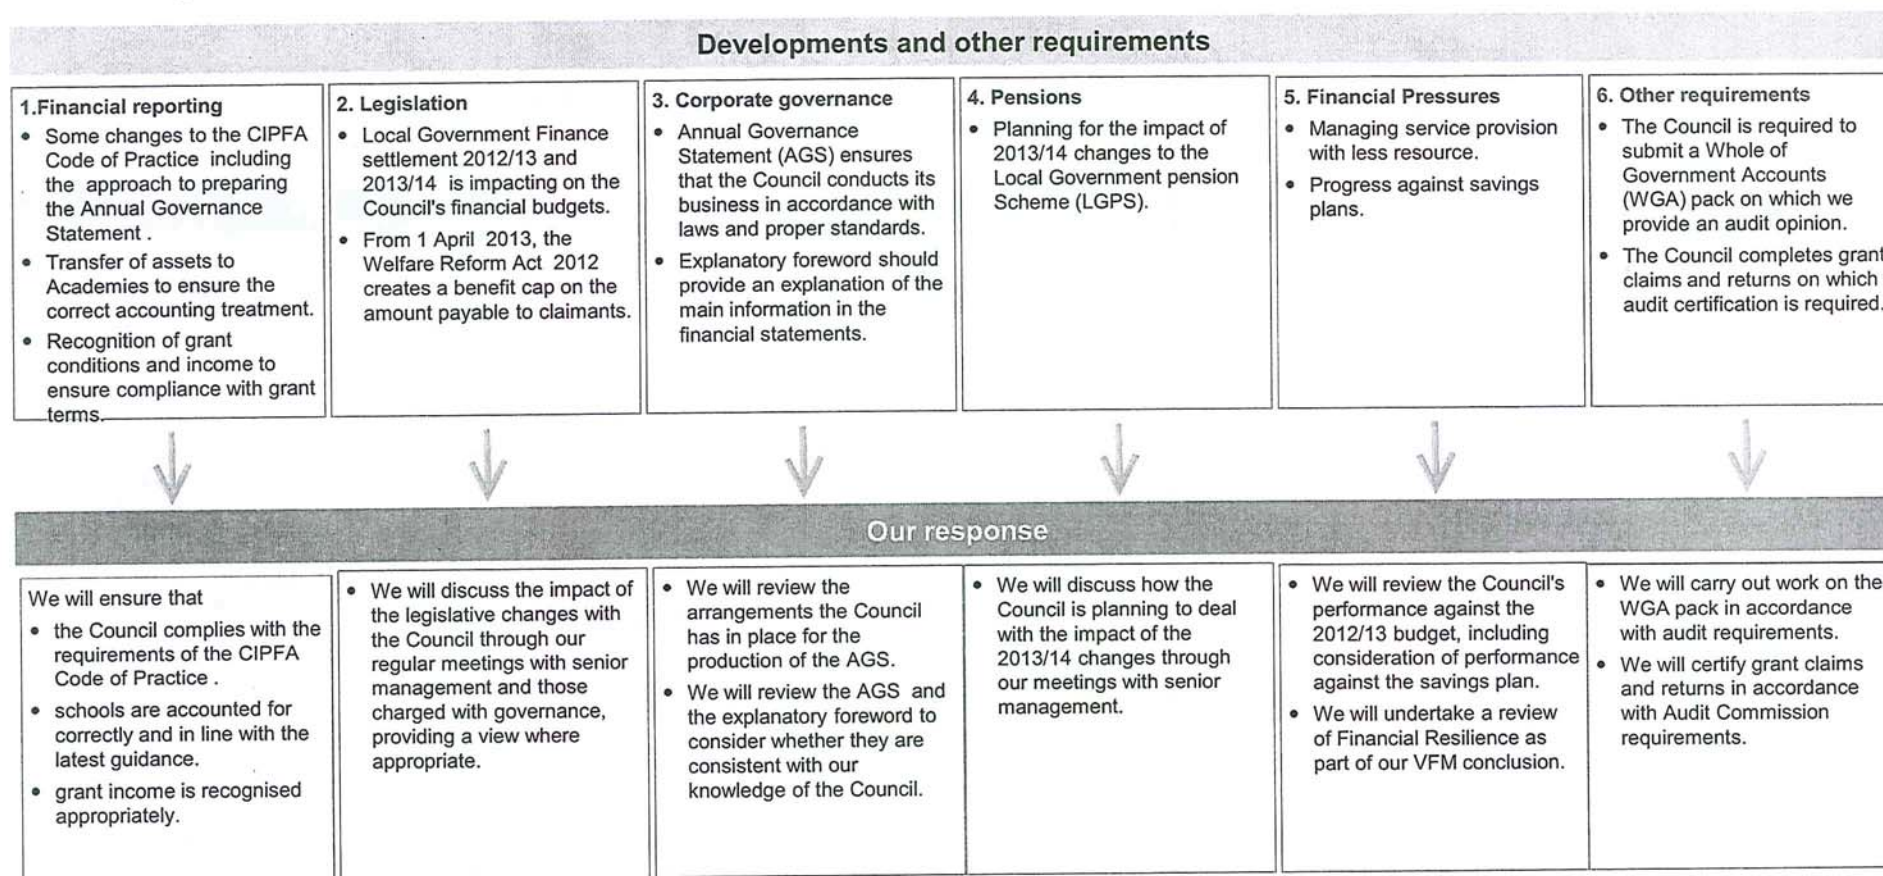 Developments and other requirements
1.Financial reporting
• Some changes to the CIPFA
Code of Practice including
the approach to preparing
the Annual Governance
Statement .
• Transfer of assets to
Academies to ensure the
correct accounting treatment.
• Recognition of grant
conditions and income to
ensure compliance with grant
terms.
2. Legislation
• Local Government Finance
settlement 2012/13 and
2013/14 is impacting on the
Council's financial budgets.
• From 1 April 2013, the
Welfare Reform Act 2012
creates a benefit cap on the
amount payable to claimants.
3. Corporate governance
• Annual Governance
Statement (AGS) ensures
that the Council conducts its
business in accordance with
laws and proper standards.
• Explanatory foreword should
provide an explanation of the
main information in the
financial statements.
4. Pensions
• Planning for the impact of
2013/14 changes to the
Local Government pension
Scheme (LGPS).
5. Financial Pressures
• Managing service provision
with less resource.
• Progress against savings
plans.
6. Other requirements
• The Council is required to
submit a Whole of
Government Accounts
(WGA) pack on which we
provide an audit opinion.
• The Council completes grant
claims and returns on which
audit certification is required.
Our response
We will ensure that
• the Council complies with the
requirements of the CIPFA
Code of Practice .
• schools are accounted for
correctly and in line with the
latest guidance.
• grant income is recognised
appropriately.
• We will discuss the impact of
the legislative changes with
the Council through our
regular meetings with senior
management and those
charged with governance,
providing a view where
appropriate.
• We will review the
arrangements the Council
has in place for the
production of the AGS.
• We will review the AGS and
the explanatory foreword to
consider whether they are
consistent with our
knowledge of the Council.
• We will discuss how the
Council is planning to deal
with the impact of the
2013/14 changes through
our meetings with senior
management.
• We will review the Council's
performance against the
2012/13 budget, including
consideration of performance
against the savings plan.
• We will undertake a review
of Financial Resilience as
part of our VFM conclusion.
• We will carry out work on the
WGA pack in accordance
with audit requirements.
• We will certify grant claims
and returns in accordance
with Audit Commission
requirements.